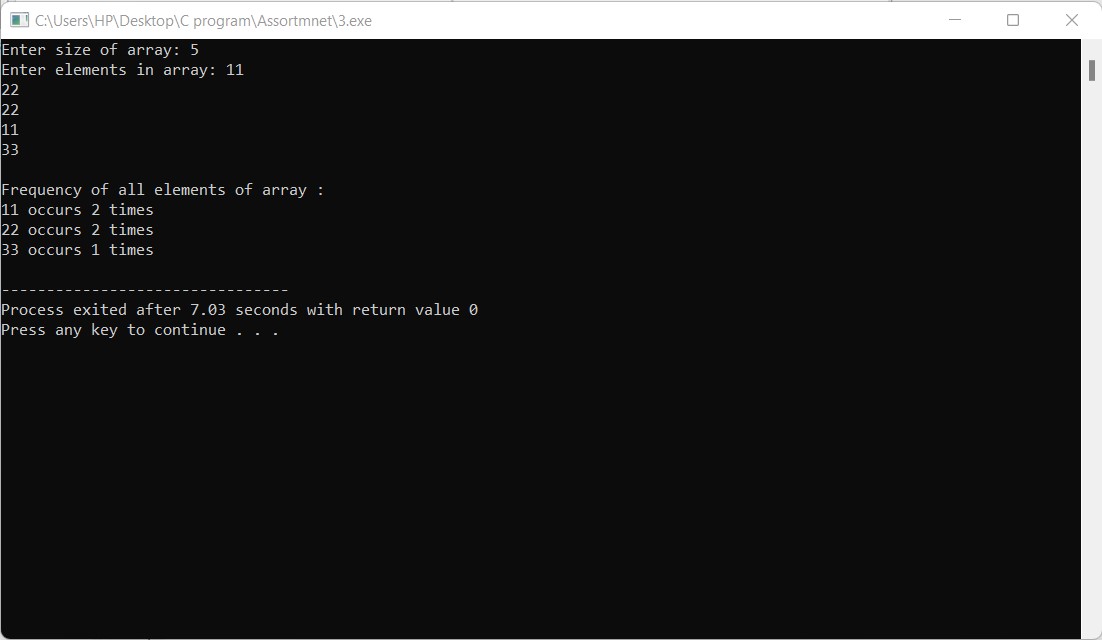 C:\Users\HP\Desktop\C program\Assortmnet\3.exe
Enter size of array: 5
Enter elements in array: 11
22
22
11
33
Frequency of all elements of array :
11 occurs 2 times
22 occurs 2 times
33 occurs 1 times
--------------------------------
Process exited after 7.03 seconds with return value 0
Press any key to continue . . .